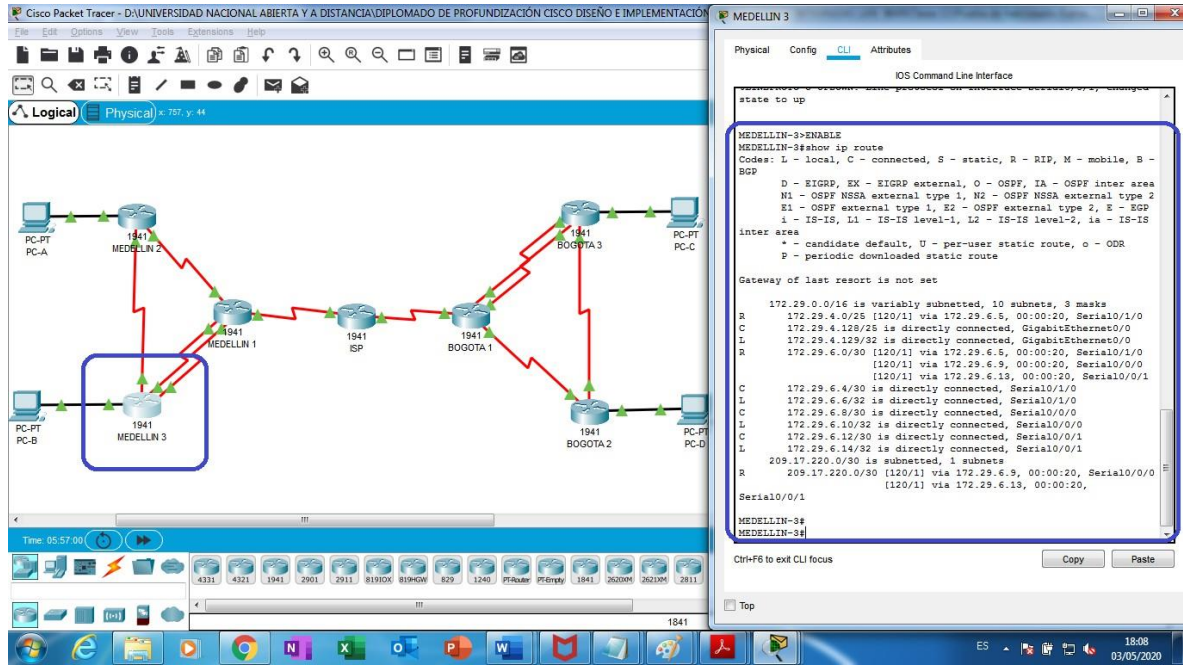 Cisco Packet Tracer - D:\UNIVERSIDAD NACIONAL ABIERTA Y A DISTANCIA\DIPLOMADO DE PROFUNDIZACIÓN CISCO DISEÑO E IMPLEMENTACIÓN
File Edit Options View Tools Extensions Help
Logical Physical x: 757, y: 44
PC-PT
PC-A
1941
MEDELLIN 2
1941
MEDELLIN 1
1941
ISP
1941
BOGOTA 1
1941
BOGOTA 3
PC-PT
PC-C
PC-PT
PC-B
1941
MEDELLIN 3
1941
BOGOTA 2
PC-PT
PC-D
Time: 05:57:00
4331 4321 1941 2901 2911 819IOX 819HGW 829 1240 PT-Router PT-Empty 1841 2620XM 2621XM 2811
1841
MEDELLIN 3
Physical Config CLI Attributes
IOS Command Line Interface
state to up
MEDELLIN-3>ENABLE
MEDELLIN-3#show ip route
Codes: L - local, C - connected, S - static, R - RIP, M - mobile, B -
BGP
D - EIGRP, EX - EIGRP external, O - OSPF, IA - OSPF inter area
N1 - OSPF NSSA external type 1, N2 - OSPF NSSA external type 2
E1 - OSPF external type 1, E2 - OSPF external type 2, E - EGP
i - IS-IS, L1 - IS-IS level-1, L2 - IS-IS level-2, ia - IS-IS
inter area
* - candidate default, U - per-user static route, o - ODR
P - periodic downloaded static route
Gateway of last resort is not set
172.29.0.0/16 is variably subnetted, 10 subnets, 3 masks
R 172.29.4.0/25 [120/1] via 172.29.6.5, 00:00:20, Serial0/1/0
C 172.29.4.128/25 is directly connected, GigabitEthernet0/0
L 172.29.4.129/32 is directly connected, GigabitEthernet0/0
R 172.29.6.0/30 [120/1] via 172.29.6.5, 00:00:20, Serial0/1/0
[120/1] via 172.29.6.9, 00:00:20, Serial0/0/0
[120/1] via 172.29.6.13, 00:00:20, Serial0/0/1
C 172.29.6.4/30 is directly connected, Serial0/1/0
L 172.29.6.6/32 is directly connected, Serial0/1/0
C 172.29.6.8/30 is directly connected, Serial0/0/0
L 172.29.6.10/32 is directly connected, Serial0/0/0
C 172.29.6.12/30 is directly connected, Serial0/0/1
L 172.29.6.14/32 is directly connected, Serial0/0/1
209.17.220.0/30 is subnetted, 1 subnets
R 209.17.220.0/30 [120/1] via 172.29.6.9, 00:00:20, Serial0/0/0
[120/1] via 172.29.6.13, 00:00:20,
Serial0/0/1
MEDELLIN-3#
MEDELLIN-3#
Ctrl+F6 to exit CLI focus
Copy Paste
Top
ES
18:08
03/05/2020